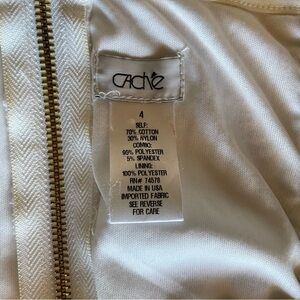 CACHÉ
4
SELF:
70% COTTON
30% NYLON
COMBO:
95% POLYESTER
5% SPANDEX
LINING:
100% POLYESTER
RN# 74578
MADE IN USA
IMPORTED FABRIC
SEE REVERSE
FOR CARE